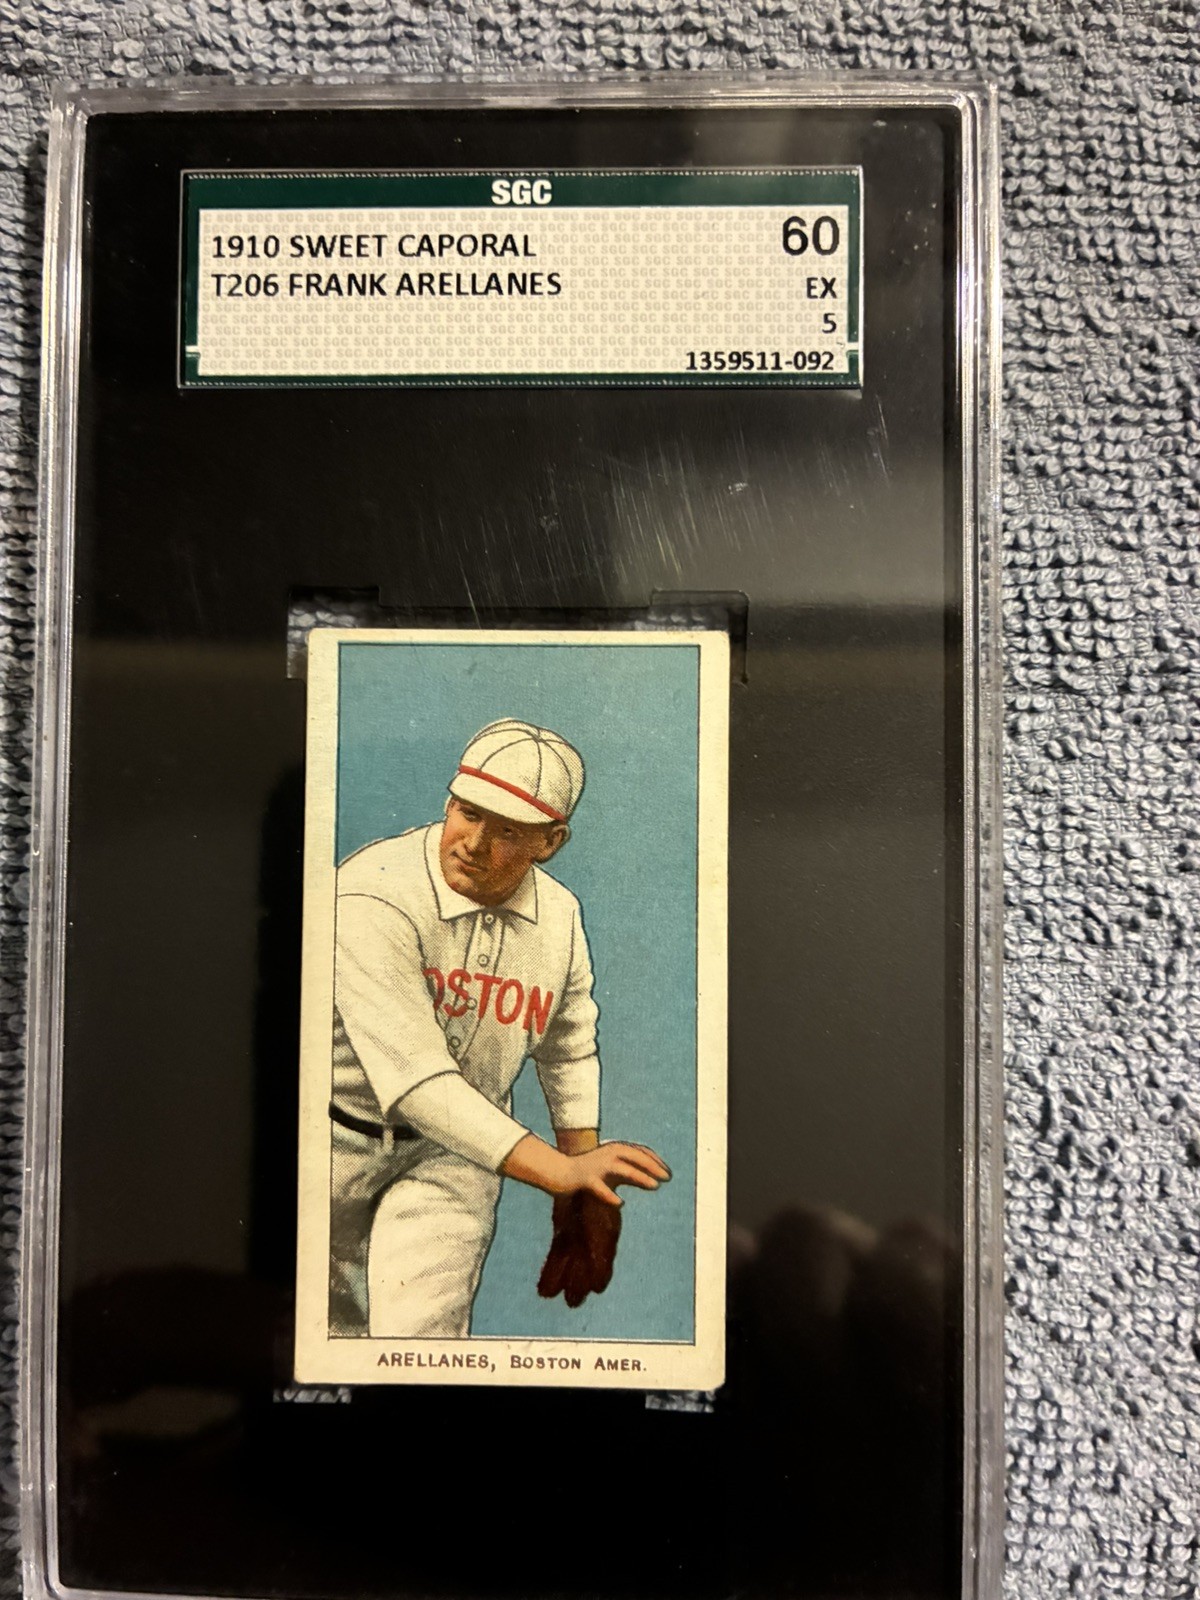 SGC
1910 SWEET CAPORAL
60
T206 FRANK ARELLANES
EX
5
1359511-092
OSTON
ARELLANES, BOSTON AMER.